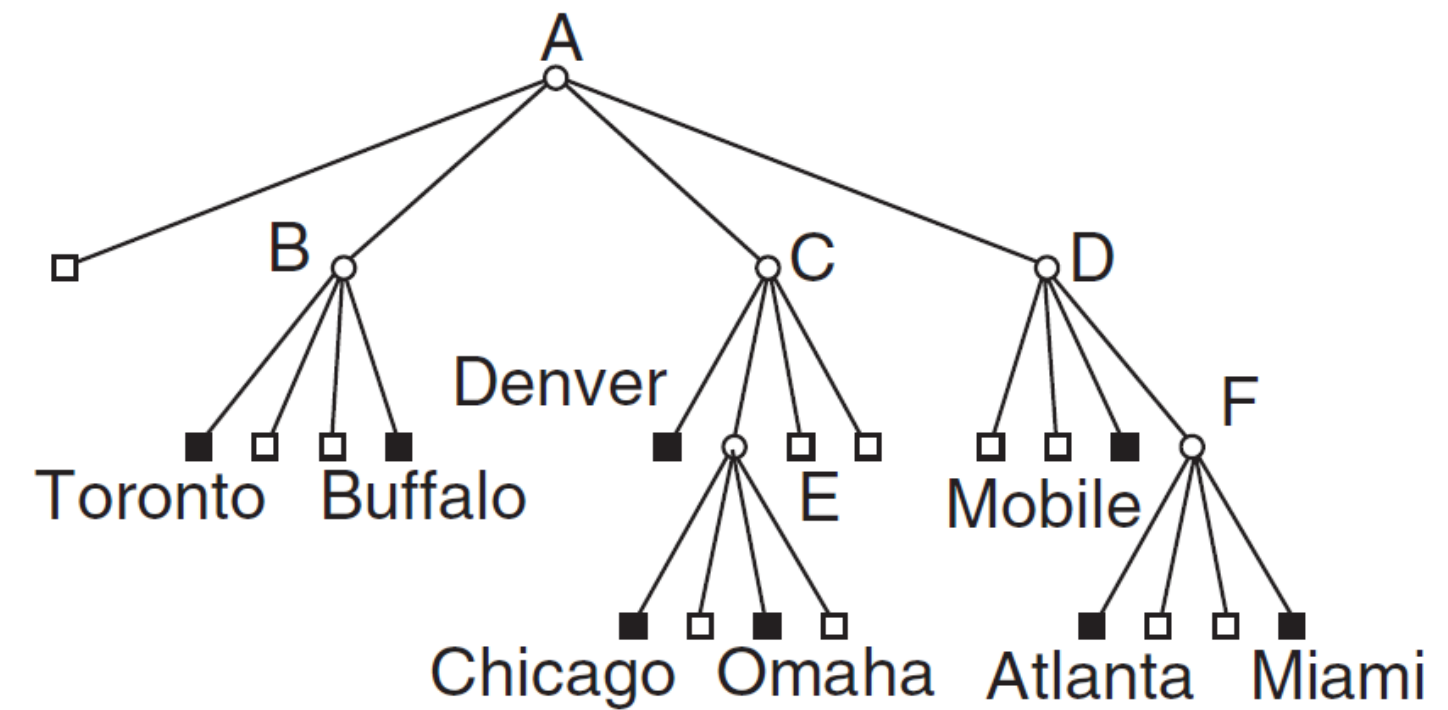 A
B
C
D
Denver
F
Toronto
Buffalo
E
Mobile
Chicago
Omaha
Atlanta
Miami